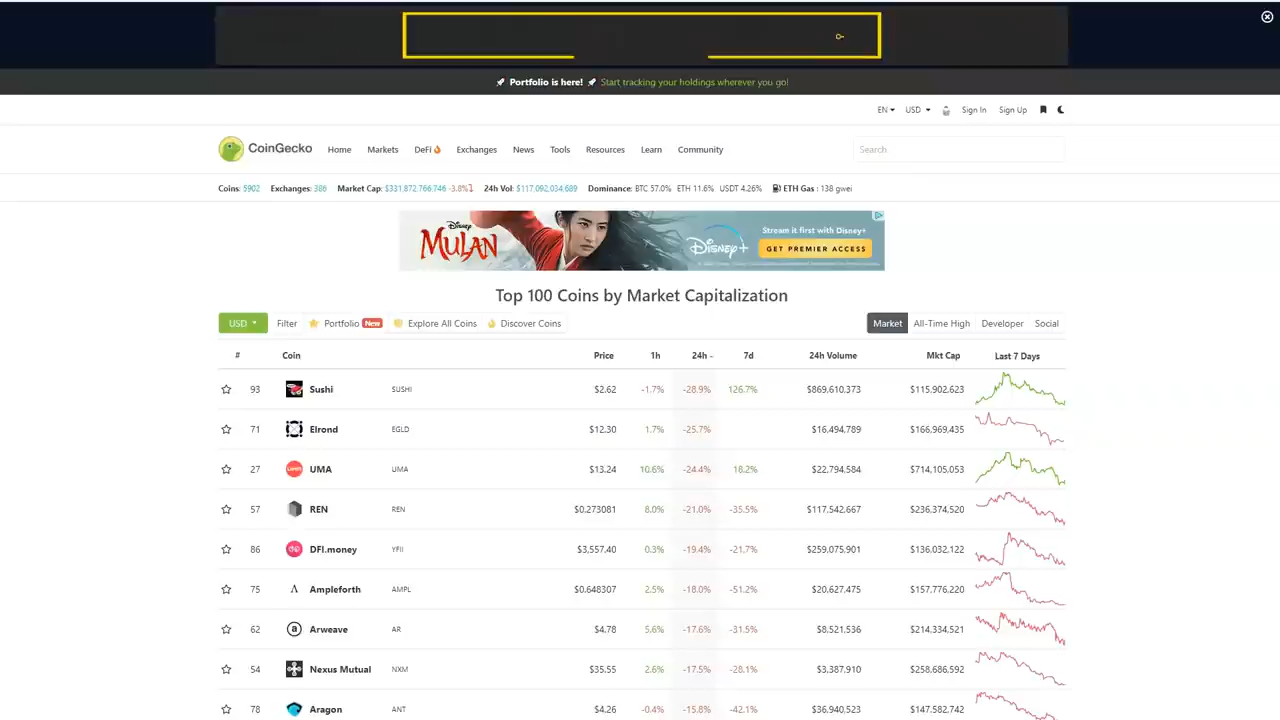 Portfolio is here! Start tracking your holdings wherever you go!
EN USD Sign In Sign Up
CoinGecko Home Markets DeFi Exchanges News Tools Resources Learn Community Search
Coins: 5902 Exchanges: 386 Market Cap: $331,872,766,746 -3.8% 24h Vol: $117,092,034,689 Dominance: BTC 57.0% ETH 11.6% USDT 4.26% ETH Gas : 138 gwei
Disney
MULAN
Disney+
Stream it first with Disney+
GET PREMIER ACCESS
Top 100 Coins by Market Capitalization
USD Filter Portfolio New Explore All Coins Discover Coins Market All-Time High Developer Social
# Coin Price 1h 24h 7d 24h Volume Mkt Cap Last 7 Days
93 Sushi SUSHI $2.62 -1.7% -28.9% 126.7% $869,610,373 $115,902,623
71 Elrond EGLD $12.30 1.7% -25.7% $16,494,789 $166,969,435
27 UMA UMA $13.24 10.6% -24.4% 18.2% $22,794,584 $714,105,053
57 REN REN $0.273081 8.0% -21.0% -35.5% $117,542,667 $236,374,520
86 DFI.money YFII $3,557.40 0.3% -19.4% -21.7% $259,075,901 $136,032,122
75 Ampleforth AMPL $0.648307 2.5% -18.0% -51.2% $20,627,475 $157,776,220
62 Arweave AR $4.78 5.6% -17.6% -31.5% $8,521,536 $214,334,521
54 Nexus Mutual NXM $35.55 2.6% -17.5% -28.1% $3,387,910 $258,686,592
78 Aragon ANT $4.26 -0.4% -15.8% -42.1% $36,940,523 $147,582,742